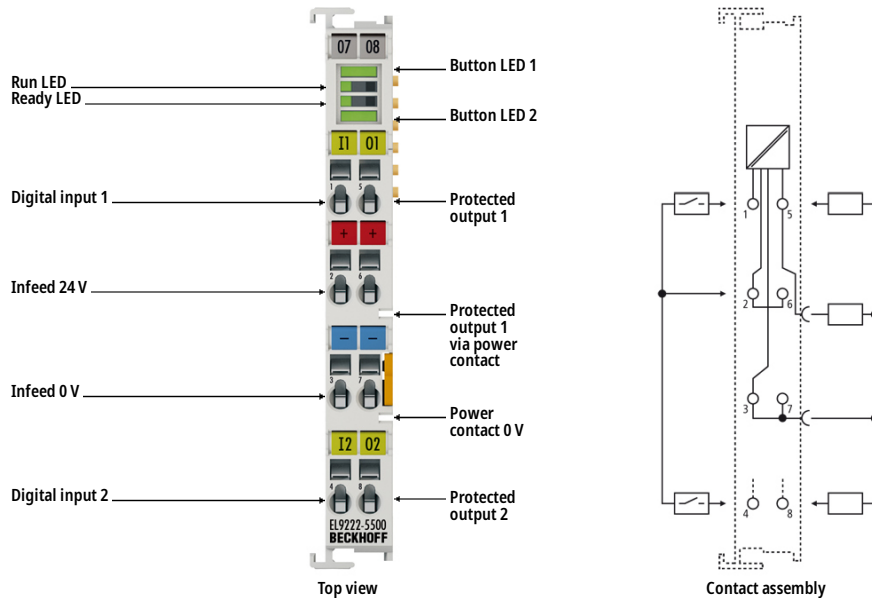 07 08
Run LED
Ready LED
Button LED 1
Button LED 2
I1 O1
Digital input 1
1 5
Protected
output 1
+ +
Infeed 24 V
2 6
Protected
output 1
via power
contact
− −
Infeed 0 V
3 7
Power
contact 0 V
I2 O2
Digital input 2
4 8
Protected
output 2
EL9222-5500
BECKHOFF
Top view
1 5
2 6
3 7
4 8
Contact assembly